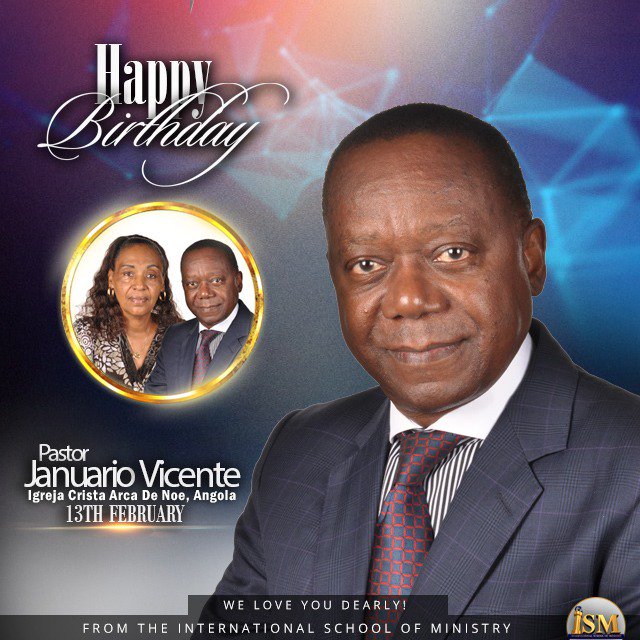 Happy
Birthday
Pastor
Januario Vicente
Igreja Crista Arca De Noe, Angola
13TH FEBRUARY
WE LOVE YOU DEARLY!
FROM THE INTERNATIONAL SCHOOL OF MINISTRY
ISM